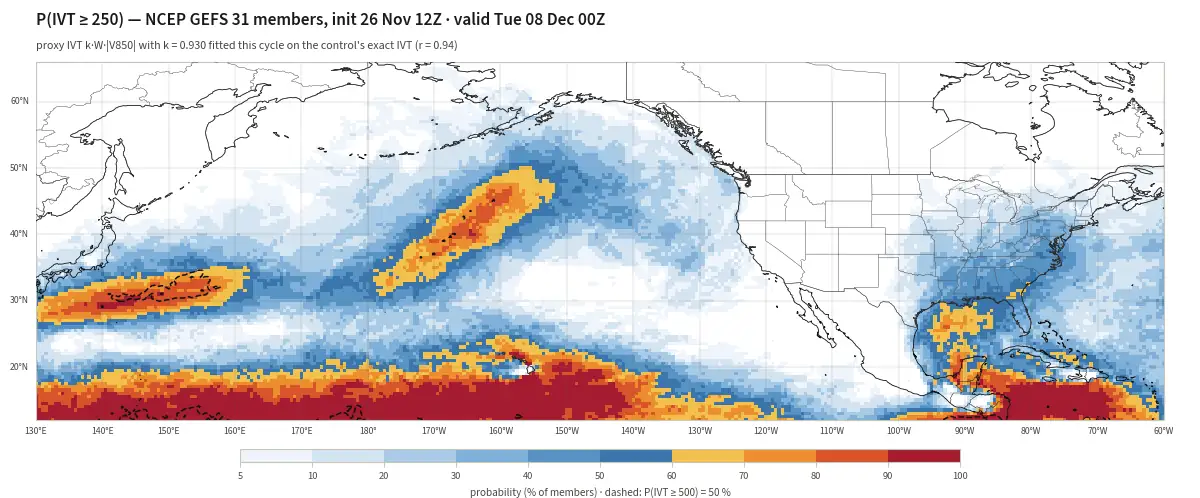 P(IVT ≥ 250) — NCEP GEFS 31 members, init 26 Nov 12Z · valid Tue 08 Dec 00Z
proxy IVT k·W·|V850| with k = 0.930 fitted this cycle on the control's exact IVT (r = 0.94)
60°N
50°N
40°N
30°N
20°N
130°E 140°E 150°E 160°E 170°E 180° 170°W 160°W 150°W 140°W 130°W 120°W 110°W 100°W 90°W 80°W 70°W 60°W
5 10 20 30 40 50 60 70 80 90 100
probability (% of members) · dashed: P(IVT ≥ 500) = 50 %